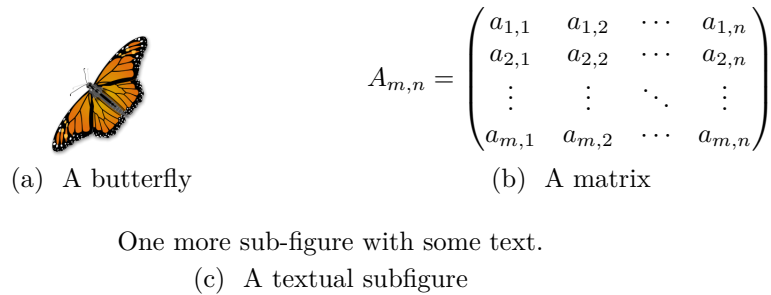 A_{m,n} = \begin{pmatrix} a_{1,1} & a_{1,2} & \cdots & a_{1,n} \\ a_{2,1} & a_{2,2} & \cdots & a_{2,n} \\ \vdots & \vdots & \ddots & \vdots \\ a_{m,1} & a_{m,2} & \cdots & a_{m,n} \end{pmatrix}
(a) A butterfly
(b) A matrix
One more sub-figure with some text.
(c) A textual subfigure